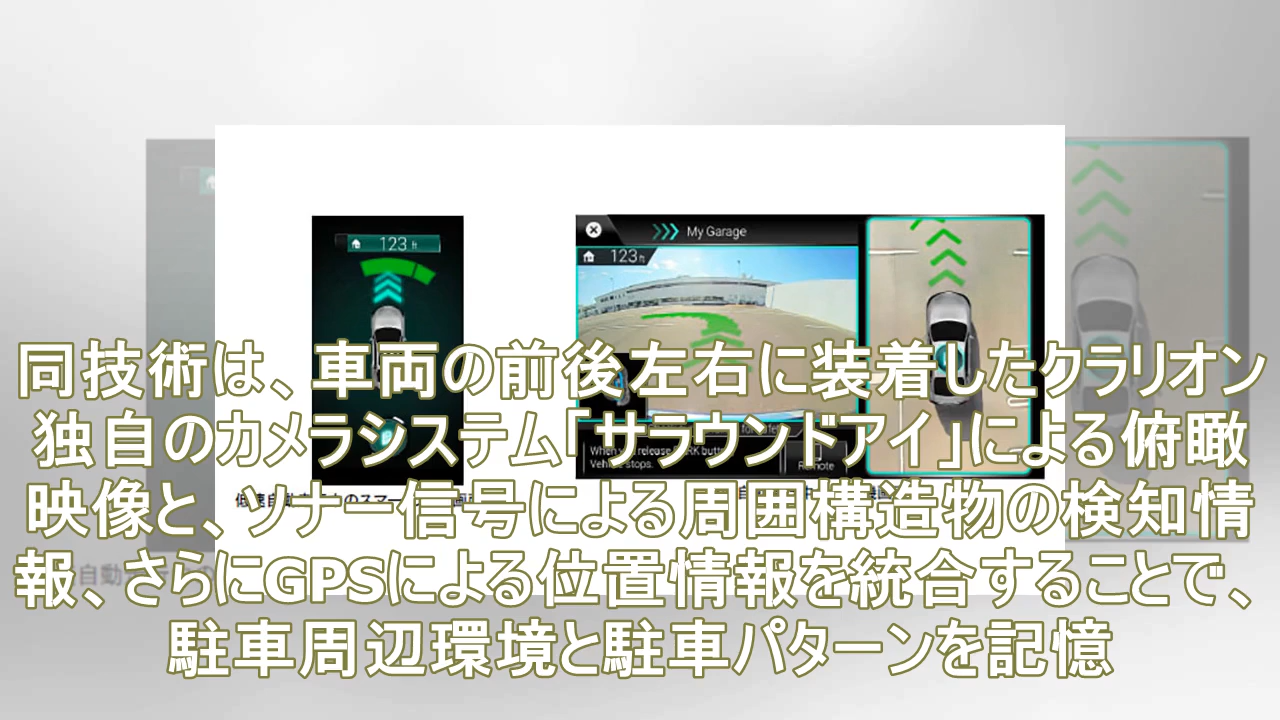 123 ft
My Garage
123 ft
同技術は、車両の前後左右に装着したクラリオン
独自のカメラシステム「サラウンドアイ」による俯瞰
映像と、ソナー信号による周囲構造物の検知情
報、さらにGPSによる位置情報を統合することで、
駐車周辺環境と駐車パターンを記憶
When you release
Vehicle stops.
Remote